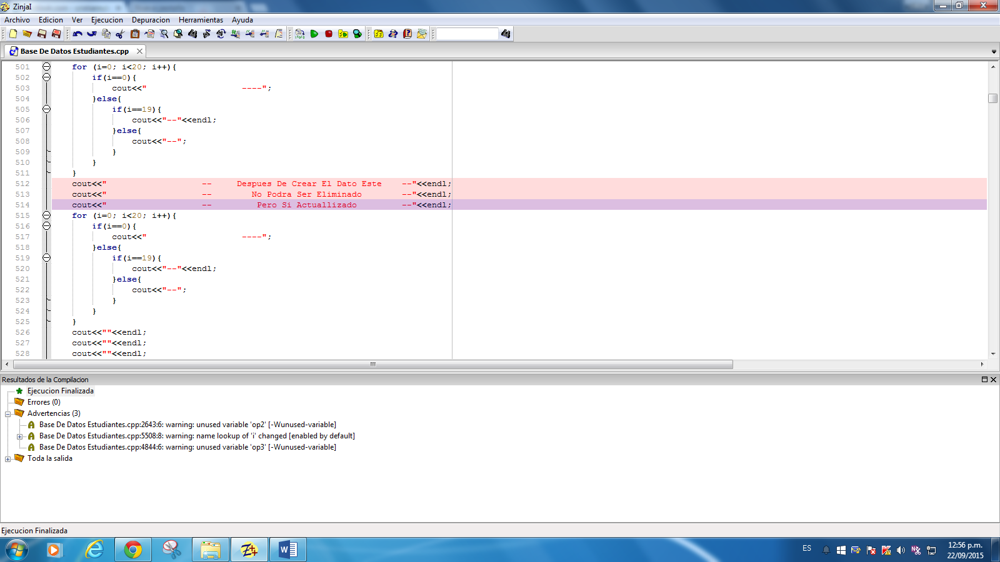 ZinjaI
Archivo Edicion Ver Ejecucion Depuracion Herramientas Ayuda
Base De Datos Estudiantes.cpp
501 for (i=0; i<20; i++){
502 if(i==0){
503 cout<<"                   ----";
504 }else{
505 if(i==19){
506 cout<<"--"<<endl;
507 }else{
508 cout<<"--";
509 }
510 }
511 }
512 cout<<"                   --     Despues De Crear El Dato Este    --"<<endl;
513 cout<<"                   --        No Podra Ser Eliminado        --"<<endl;
514 cout<<"                   --         Pero Si Actuallizado         --"<<endl;
515 for (i=0; i<20; i++){
516 if(i==0){
517 cout<<"                   ----";
518 }else{
519 if(i==19){
520 cout<<"--"<<endl;
521 }else{
522 cout<<"--";
523 }
524 }
525 }
526 cout<<""<<endl;
527 cout<<""<<endl;
528 cout<<""<<endl;
Resultados de la Compilacion
Ejecucion Finalizada
Errores (0)
Advertencias (3)
Base De Datos Estudiantes.cpp:2643:6: warning: unused variable 'op2' [-Wunused-variable]
Base De Datos Estudiantes.cpp:5508:8: warning: name lookup of 'i' changed [enabled by default]
Base De Datos Estudiantes.cpp:4844:6: warning: unused variable 'op3' [-Wunused-variable]
Toda la salida
Ejecucion Finalizada
ES
12:56 p.m.
22/09/2015